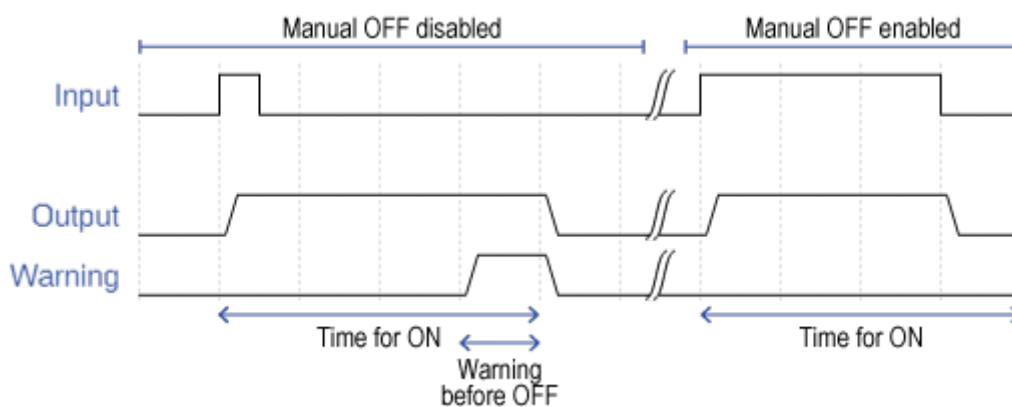 Manual OFF disabled
Manual OFF enabled
Input
Output
Warning
Time for ON
Time for ON
Warning
before OFF